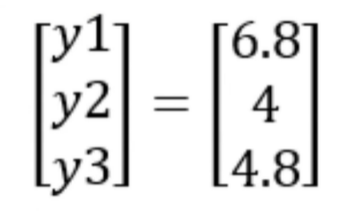 [y1] = [6.8]
[y2] = [4]
[y3] = [4.8]